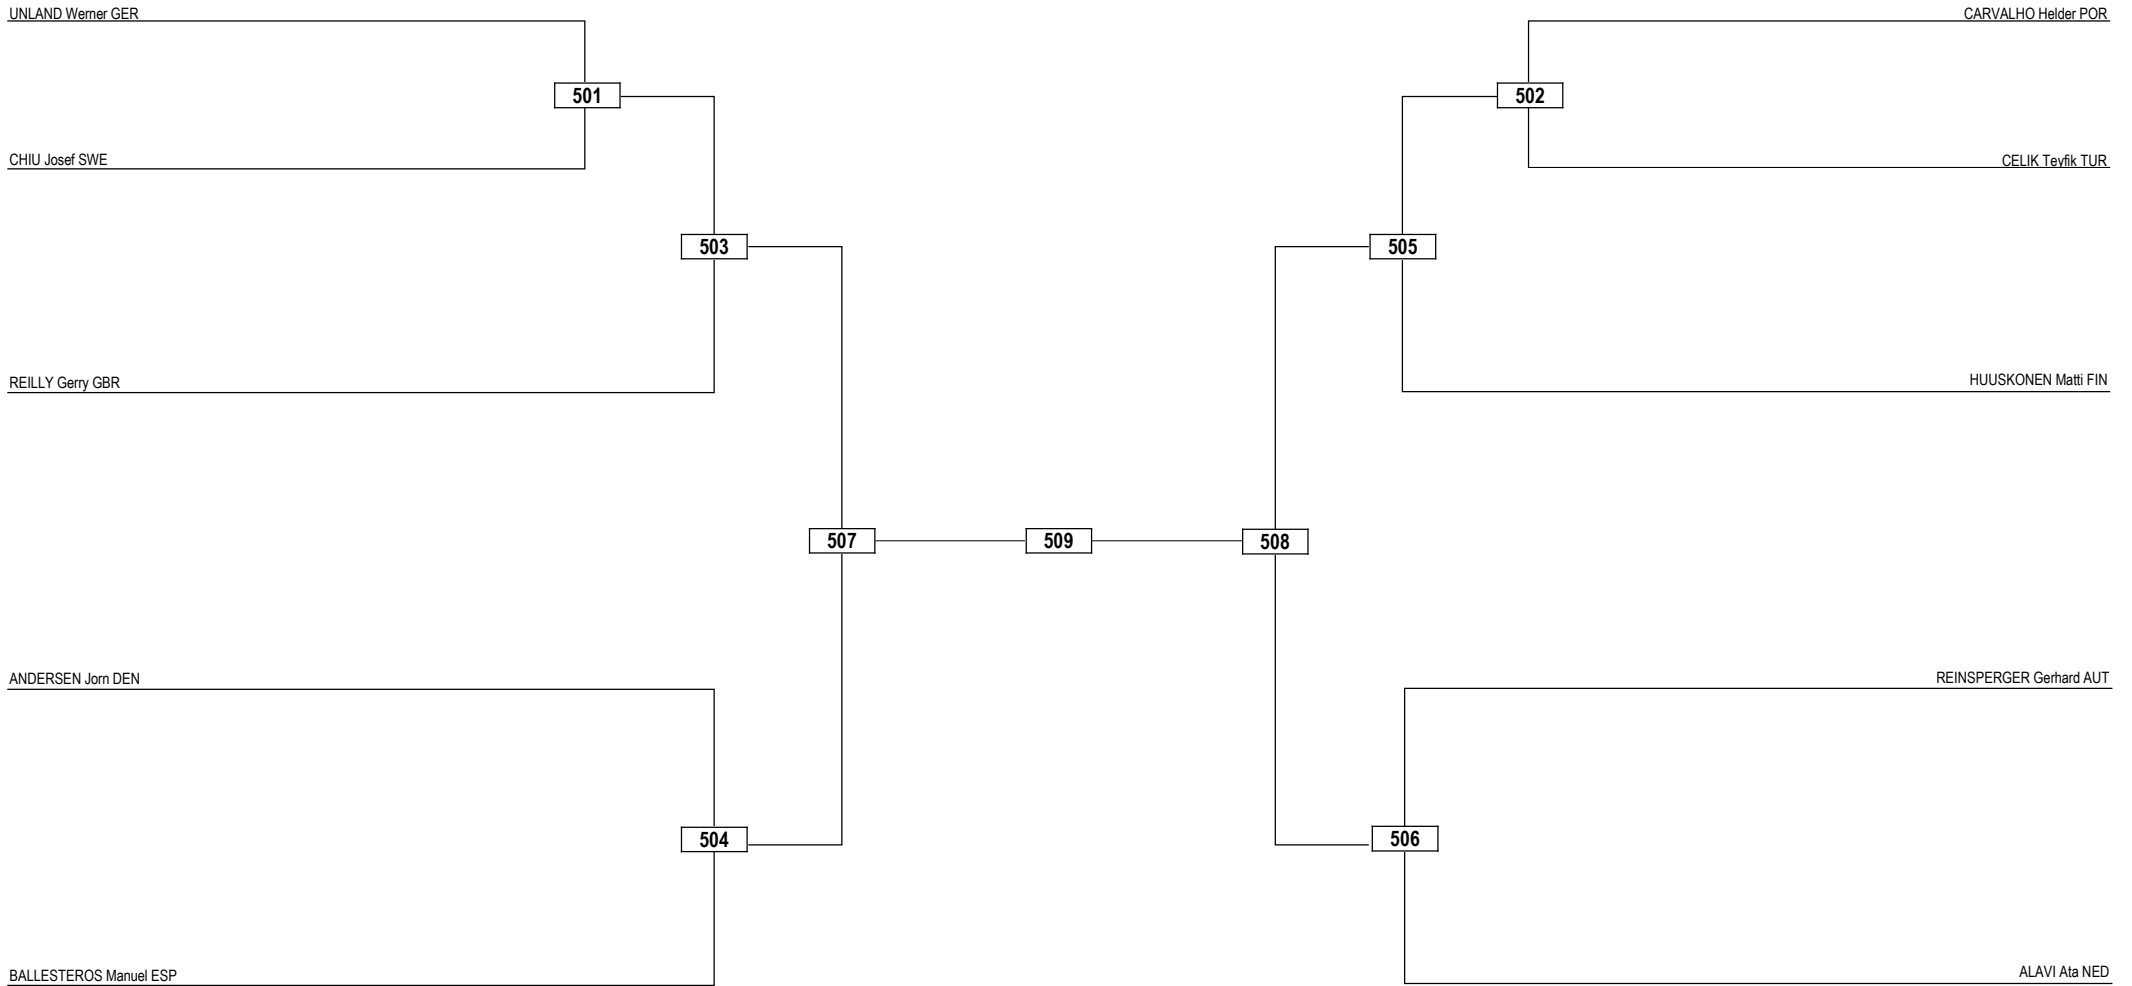 UNLAND Werner GER
CARVALHO Helder POR
501
502
CHIU Josef SWE
CELIK Teyfik TUR
503
505
REILLY Gerry GBR
HUUSKONEN Matti FIN
507
509
508
ANDERSEN Jorn DEN
REINSPERGER Gerhard AUT
504
506
BALLESTEROS Manuel ESP
ALAVI Ata NED